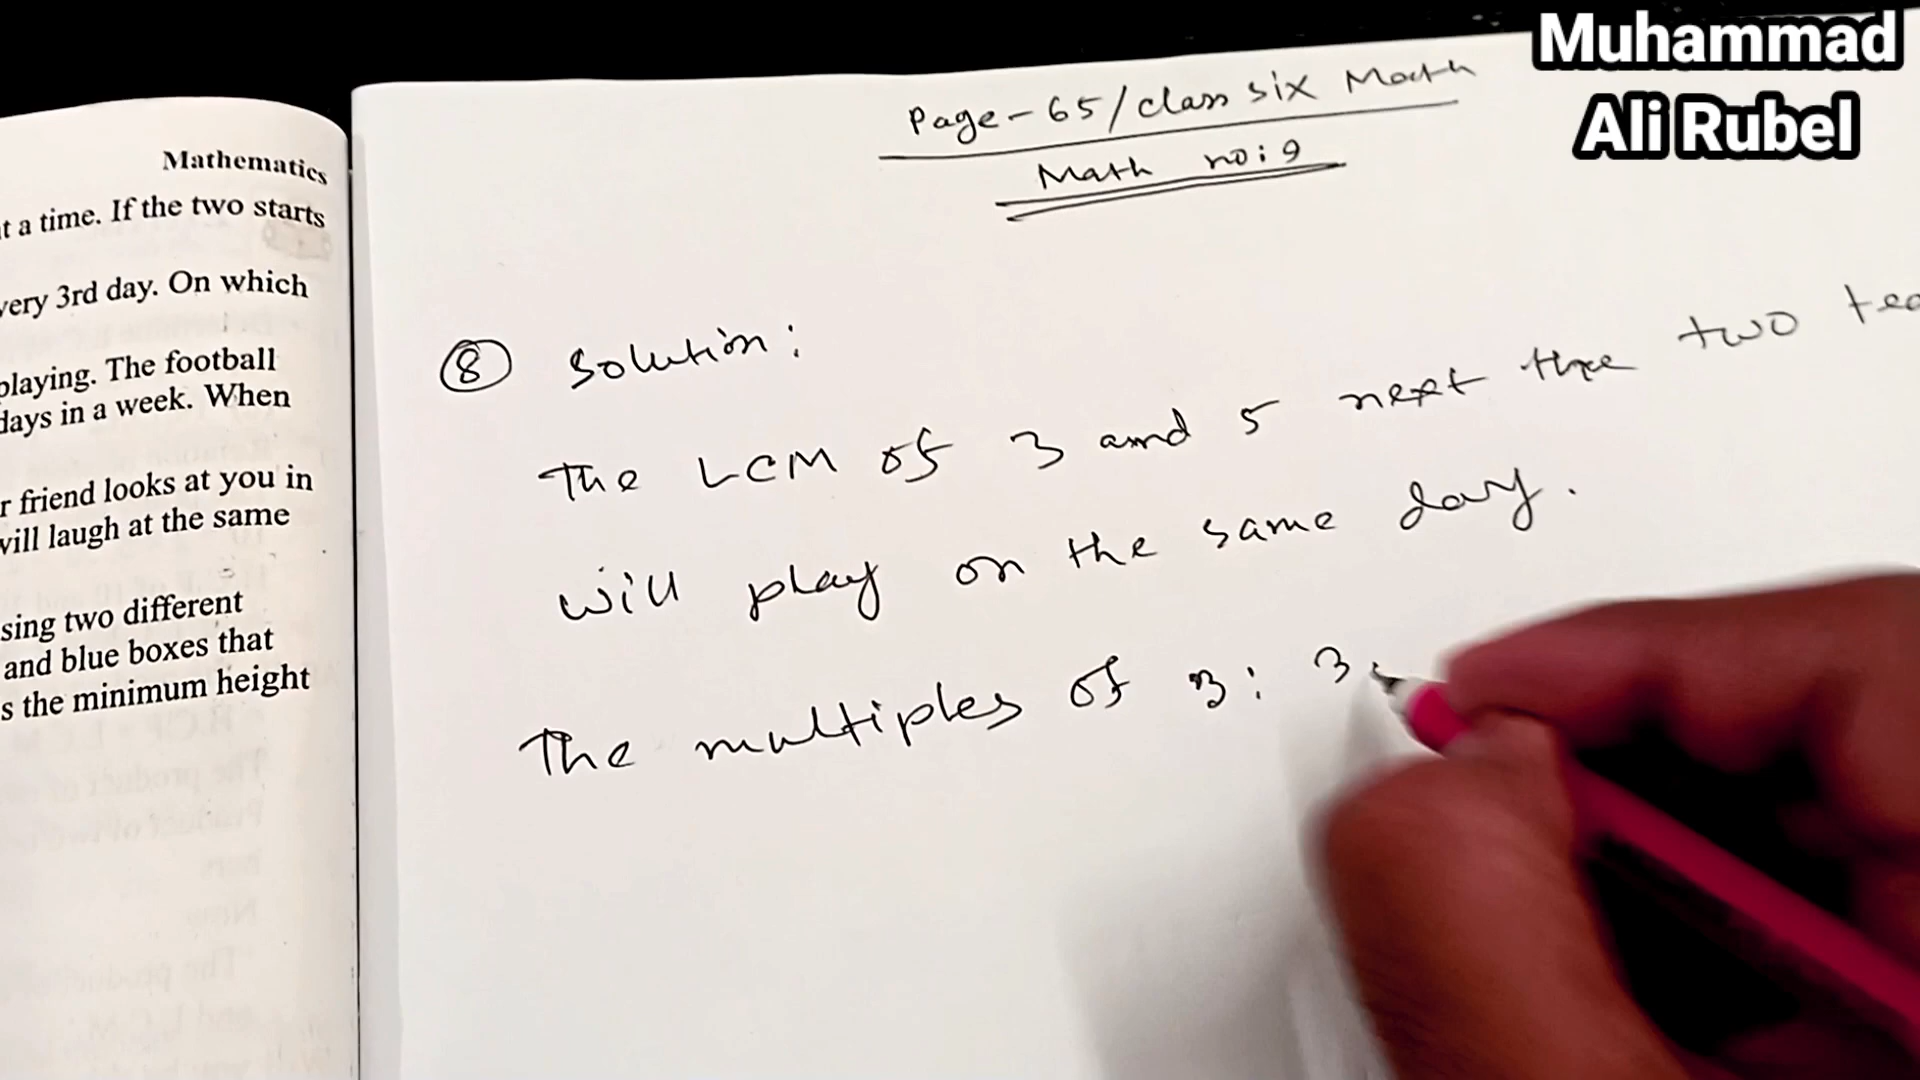 Muhammad
Ali Rubel
Mathematics
t a time. If the two starts
very 3rd day. On which
playing. The football
days in a week. When
r friend looks at you in
will laugh at the same
sing two different
and blue boxes that
s the minimum height
Page-65/class six Math
Math no: 9
8 Solution:
The LCM of 3 and 5 next the two tea
will play on the same day.
The multiples of 3: 3,